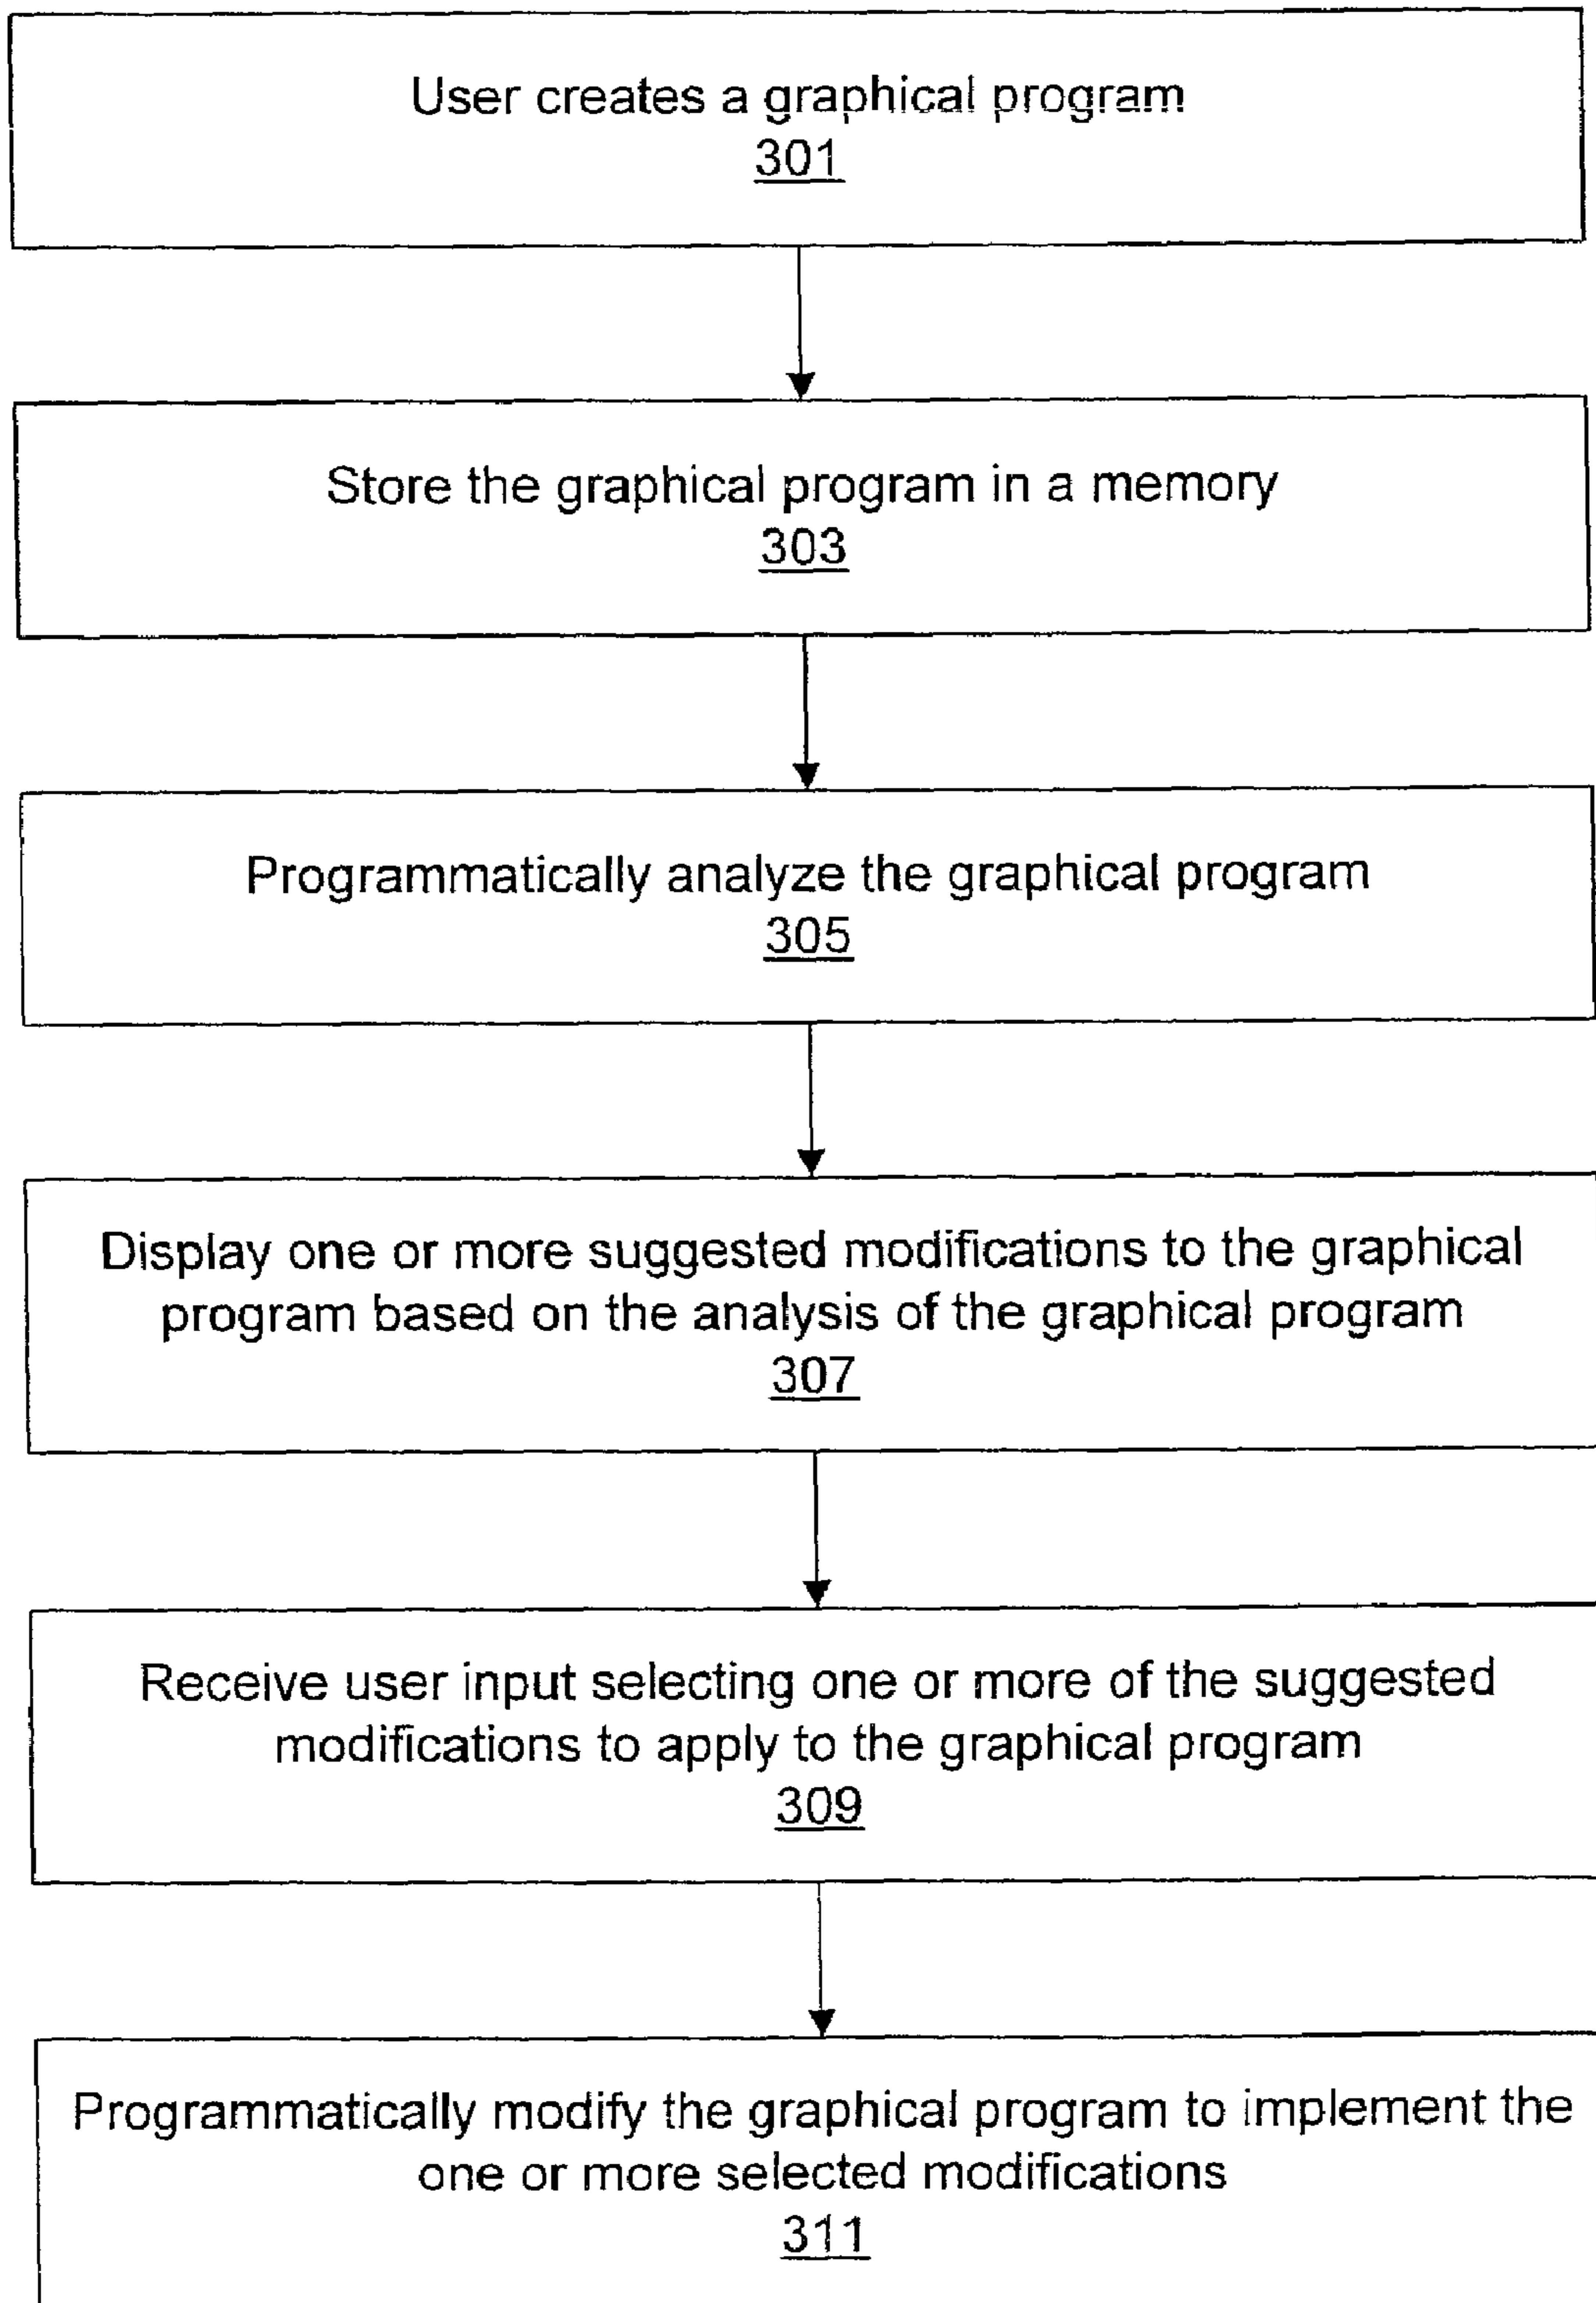 User creates a graphical program
301
Store the graphical program in a memory
303
Programmatically analyze the graphical program
305
Display one or more suggested modifications to the graphical
program based on the analysis of the graphical program
307
Receive user input selecting one or more of the suggested
modifications to apply to the graphical program
309
Programmatically modify the graphical program to implement the
one or more selected modifications
311